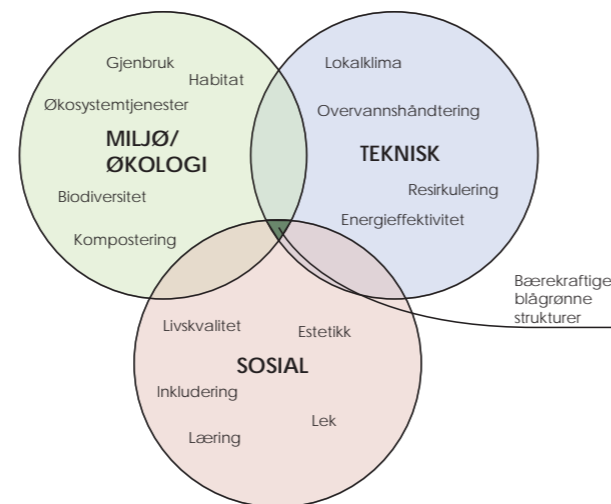 Gjenbruk
Habitat
Økosystemtjenester
MILJØ/
ØKOLOGI
Biodiversitet
Kompostering
Lokalklima
Overvannshåndtering
TEKNISK
Resirkulering
Energieffektivitet
Bærekraftige
blågrønne
strukturer
Livskvalitet
Estetikk
SOSIAL
Inkludering
Lek
Læring